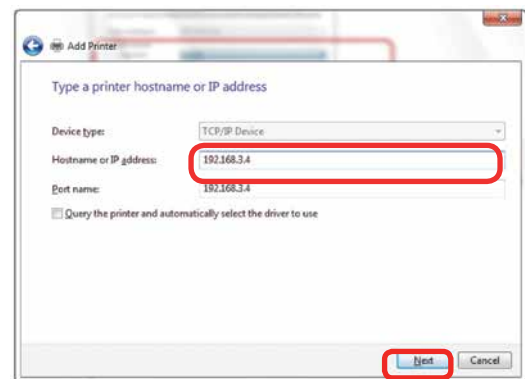 Add Printer
Type a printer hostname or IP address
Device type: TCP/IP Device
Hostname or IP address: 192.168.3.4
Port name: 192.168.3.4
Query the printer and automatically select the driver to use
Next Cancel